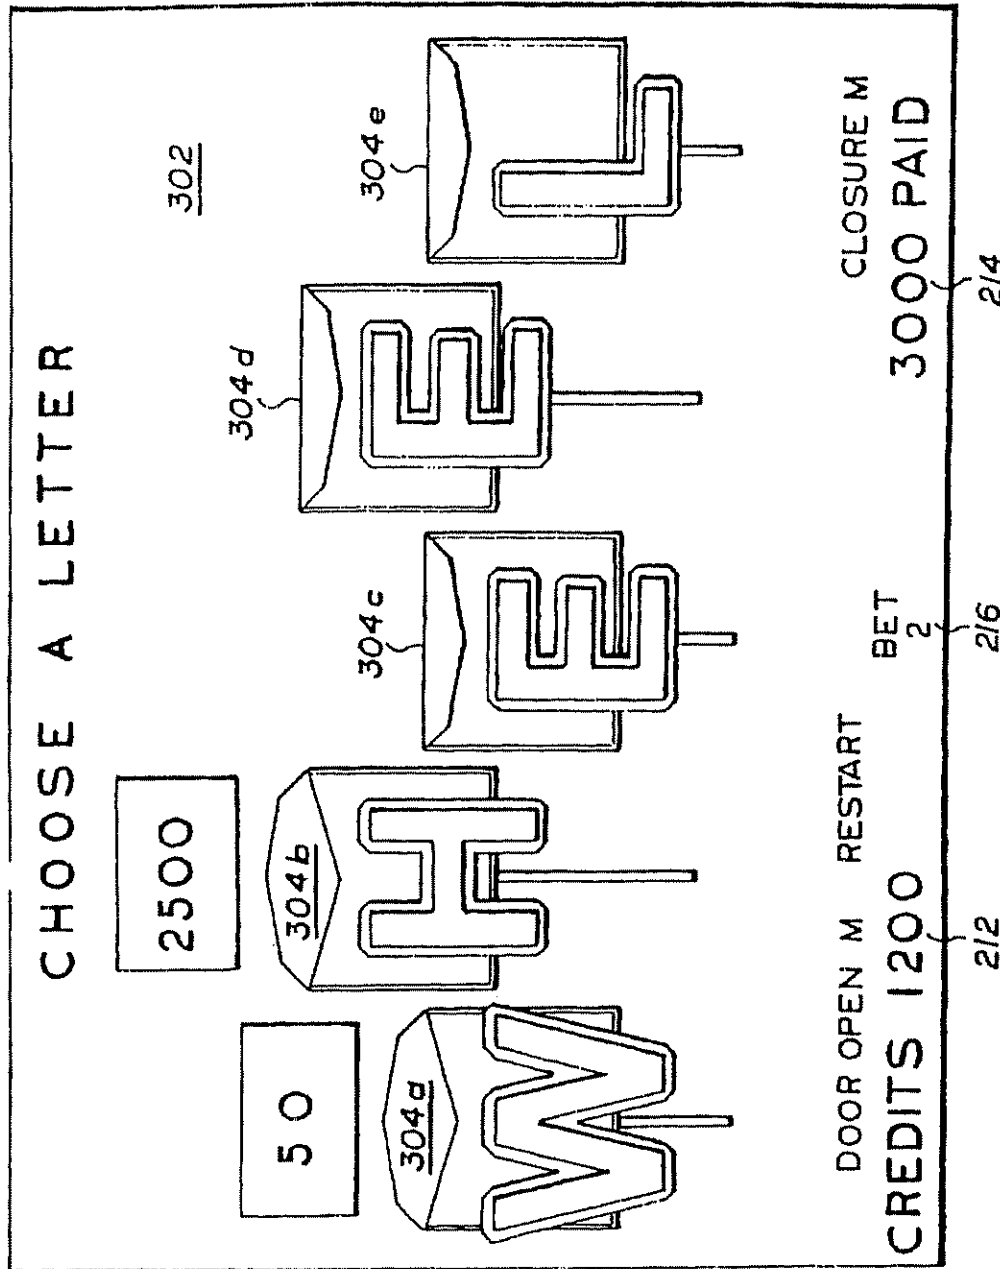 CHOOSE A LETTER
302
2500
50
304a
304b
304c
304d
304e
W
H
E
E
L
DOOR OPEN M RESTART
BET
CLOSURE M
CREDITS 1200
2
3000 PAID
212
216
214